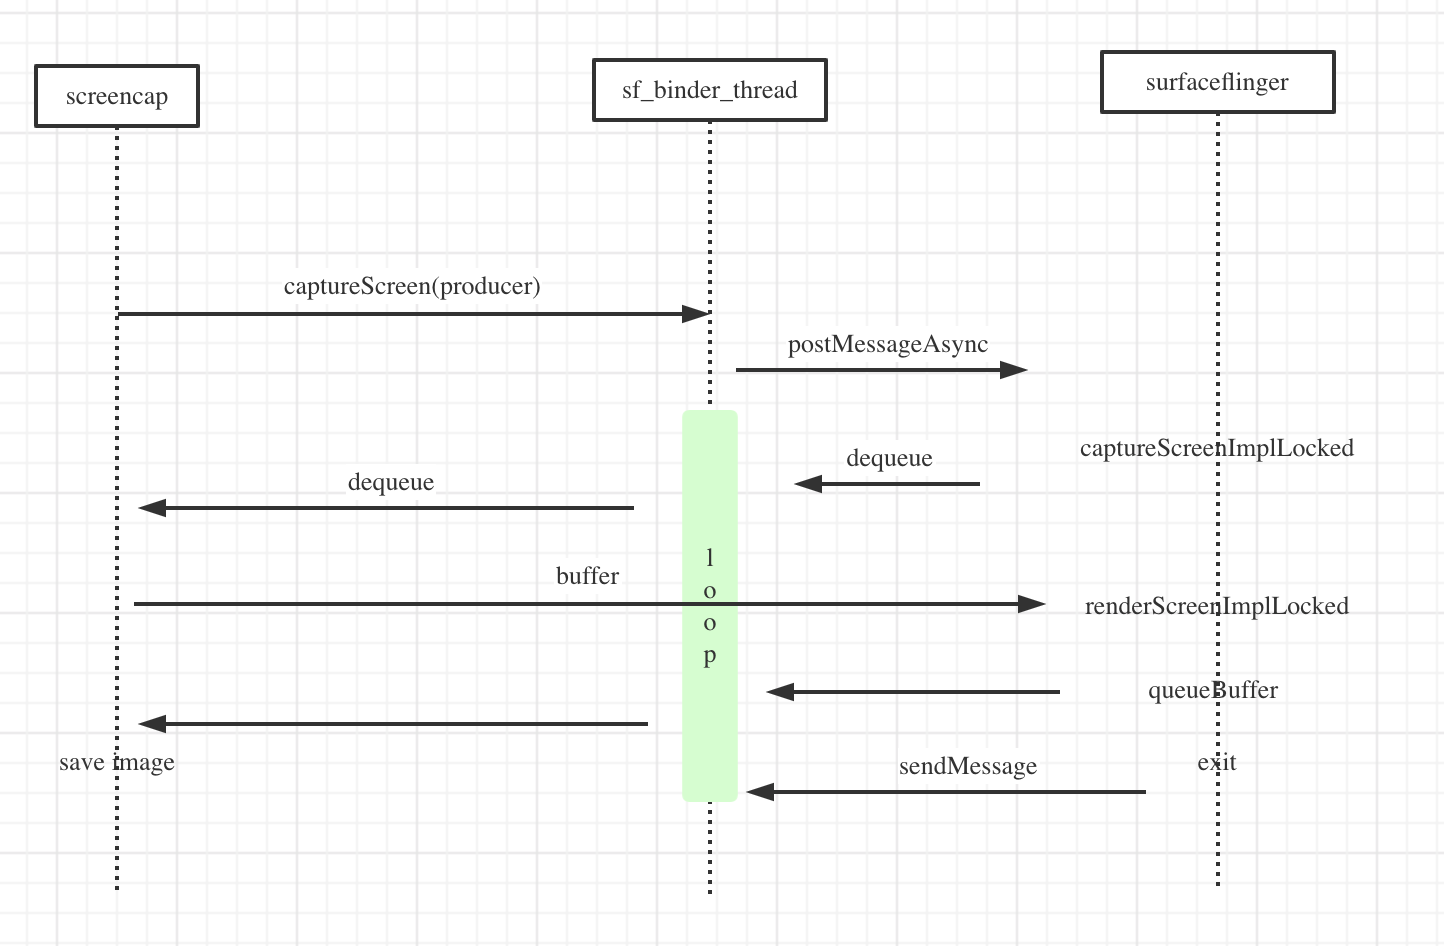 screencap
sf_binder_thread
surfaceflinger
captureScreen(producer)
postMessageAsync
captureScreenImplLocked
dequeue
dequeue
l
o
o
p
buffer
renderScreenImplLocked
queueBuffer
save image
sendMessage
exit